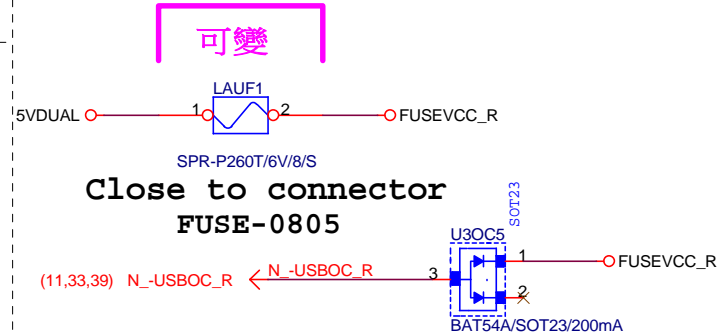 可變
LAUF1
5VDUAL 1 2 FUSEVCC_R
SPR-P260T/6V/8/S
Close to connector
FUSE-0805
SOT23
U3OC5
1 FUSEVCC_R
(11,33,39) N_-USBOC_R N_-USBOC_R 3
2
BAT54A/SOT23/200mA